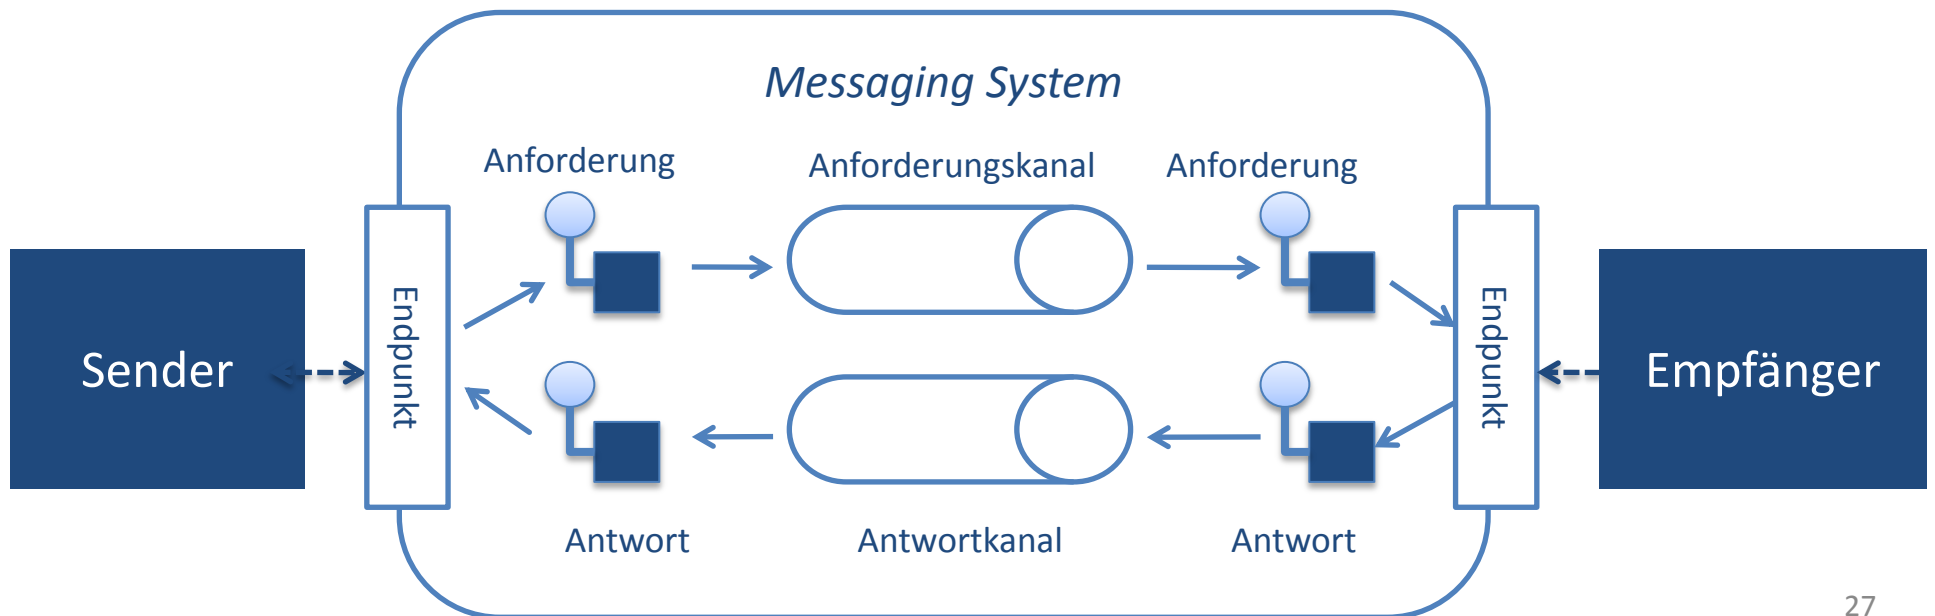 Messaging System
Anforderung
Anforderungskanal
Anforderung
Sender
Endpunkt
Endpunkt
Empfänger
Antwort
Antwortkanal
Antwort
27